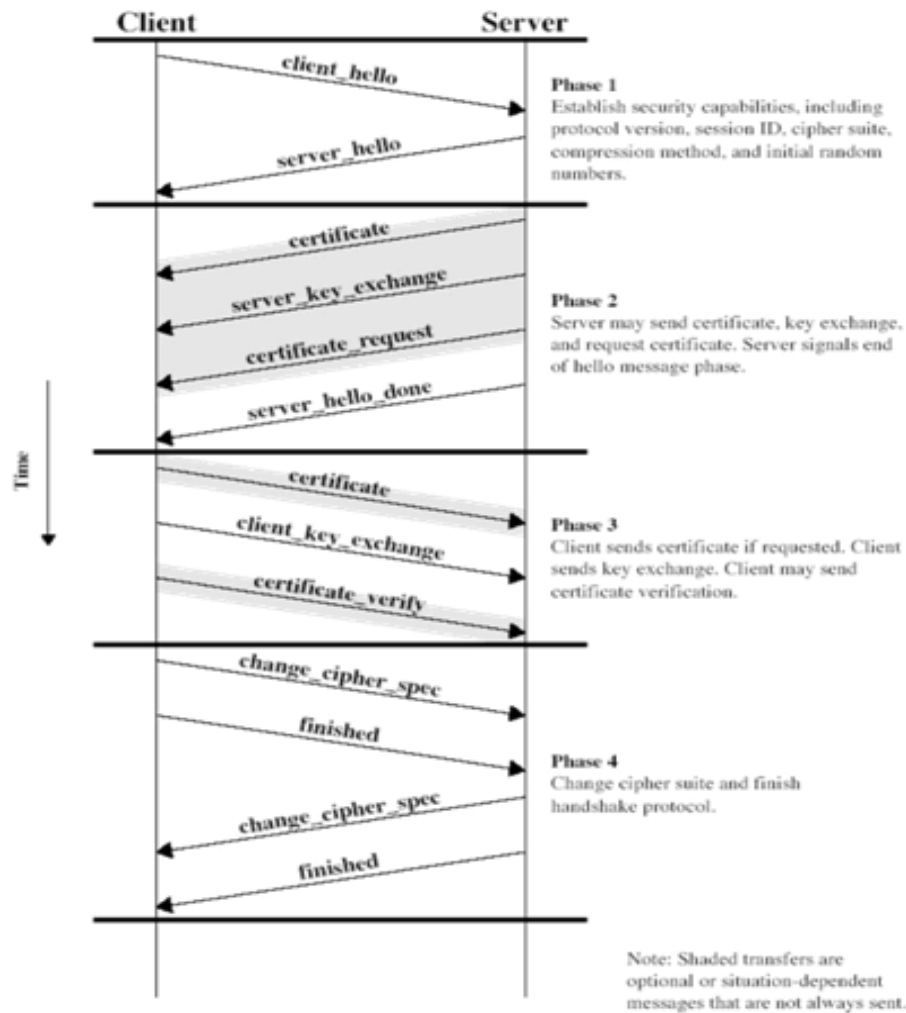 Client
Server
client_hello
server_hello
Phase 1
Establish security capabilities, including
protocol version, session ID, cipher suite,
compression method, and initial random
numbers.
certificate
server_key_exchange
certificate_request
server_hello_done
Phase 2
Server may send certificate, key exchange,
and request certificate. Server signals end
of hello message phase.
Time
certificate
client_key_exchange
certificate_verify
Phase 3
Client sends certificate if requested. Client
sends key exchange. Client may send
certificate verification.
change_cipher_spec
finished
change_cipher_spec
finished
Phase 4
Change cipher suite and finish
handshake protocol.
Note: Shaded transfers are
optional or situation-dependent
messages that are not always sent.